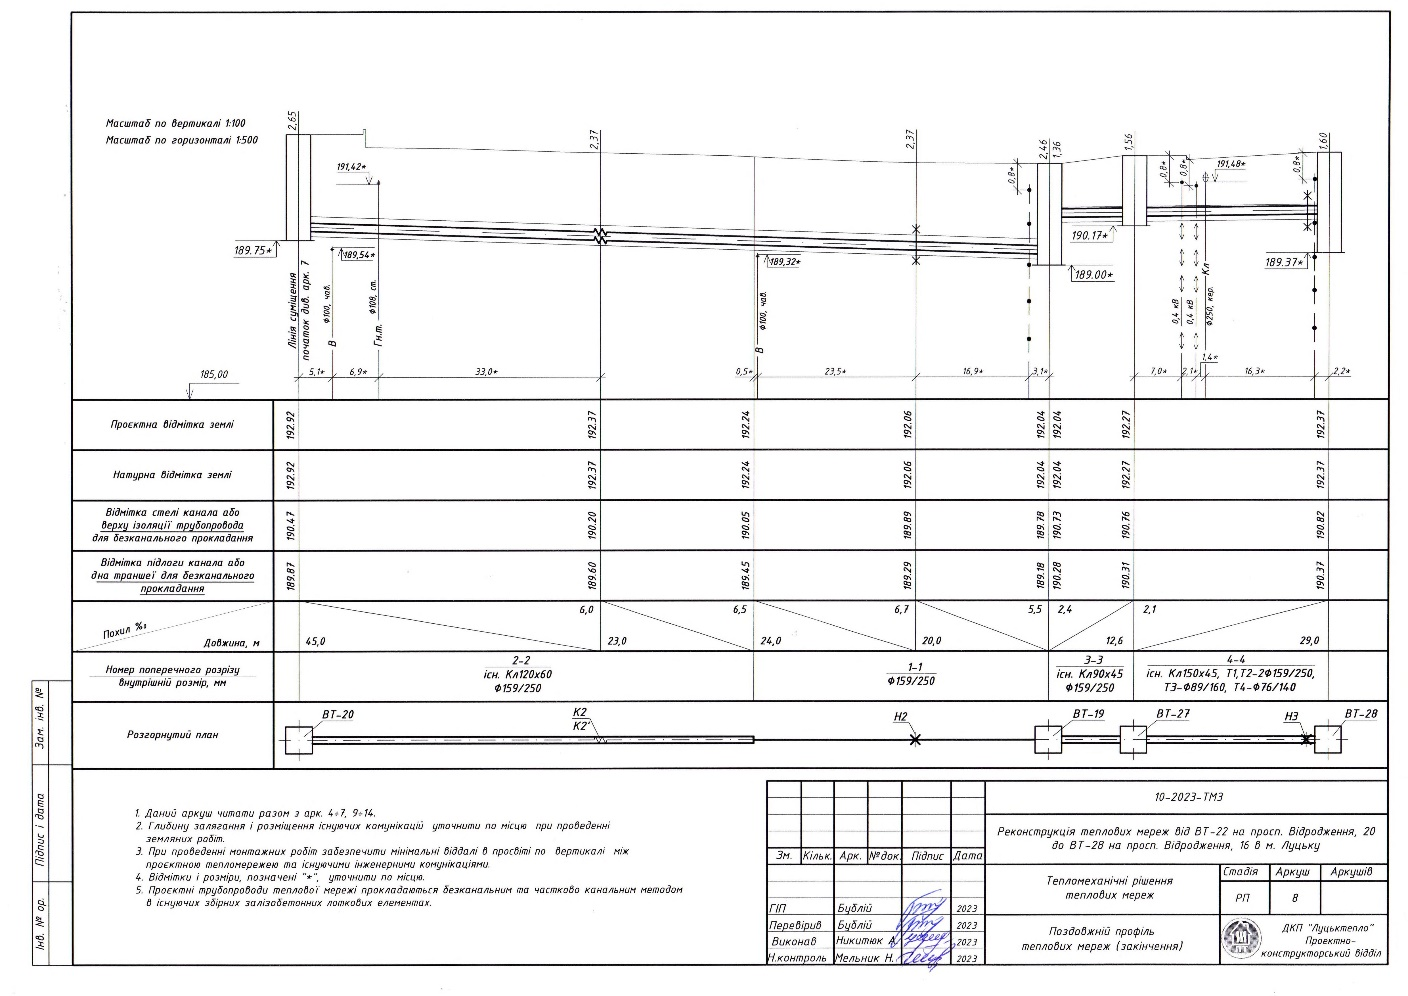 Масштаб по вертикалі 1:100
Масштаб по горизонталі 1:500
2,65
2,37
2,37
2,46
1,36
1,56
1,60
191,42*
0,8*
0,8*
0,8*
191,48*
0,8*
189.75*
189,54*
189,32*
189.00*
190.17*
189.37*
Лінія суміщення
початок див. арк. 7
В
Ф100, чав.
Гн.т.
Ф108, ст.
В
Ф100, чав.
0,4 кВ
0,4 кВ
Ф250, кер.
Кл
185,00
5,1*
6,9*
33,0*
0,5*
23,5*
16,9*
3,1*
7,0*
2,1*
1,4*
16,3*
2,2*
Проєктна відмітка землі
192.92
192.37
192.24
192.06
192.04
192.04
192.27
192.37
Натурна відмітка землі
192.92
192.37
192.24
192.06
192.04
192.04
192.27
192.37
Відмітка стелі канала або
верху ізоляції трубопровода
для безканального прокладання
190.47
190.20
190.05
189.89
189.78
190.73
190.76
190.82
Відмітка підлоги канала або
дна траншеї для безканального
прокладання
189.87
189.60
189.45
189.29
189.18
190.28
190.31
190.37
Похил ‰
Довжина, м
6,0
6,5
6,7
5,5
2,4
2,1
45,0
23,0
24,0
20,0
12,6
29,0
Номер поперечного розрізу
внутрішній розмір, мм
2-2
існ. Кл120х60
Ф159/250
1-1
Ф159/250
3-3
існ. Кл90х45
Ф159/250
4-4
існ. Кл150х45, Т1,Т2-2Ф159/250,
Т3-Ф89/160, Т4-Ф76/140
Розгорнутий план
ВТ-20
К2
К2'
Н2
ВТ-19
ВТ-27
Н3
ВТ-28
1. Даний аркуш читати разом з арк. 4÷7, 9÷14.
2. Глибину залягання і розміщення існуючих комунікацій уточнити по місцю при проведенні
земляних робіт.
3. При проведенні монтажних робіт забезпечити мінімальні віддалі в просвіті по вертикалі між
проєктною тепломережею та існуючими інженерними комунікаціями.
4. Відмітки і розміри, позначені "*", уточнити по місцю.
5. Проєктні трубопроводи теплової мережі прокладаються безканальним та частково канальним методом
в існуючих збірних залізобетонних лоткових елементах.
Зам. інв. №
Підпис і дата
Інв. № ор.
10-2023-ТМЗ
Реконструкція теплових мереж від ВТ-22 на просп. Відродження, 20
до ВТ-28 на просп. Відродження, 16 в м. Луцьку
Зм. Кільк. Арк. №док. Підпис Дата
Тепломеханічні рішення
теплових мереж
Стадія Аркуш Аркушів
РП 8
ГІП Бублій 2023
Перевірив Бублій 2023
Виконав Никитюк А. 2023
Н.контроль Мельник Н. 2023
Поздовжній профіль
теплових мереж (закінчення)
ДКП "Луцьктепло"
Проектно-
конструкторський відділ